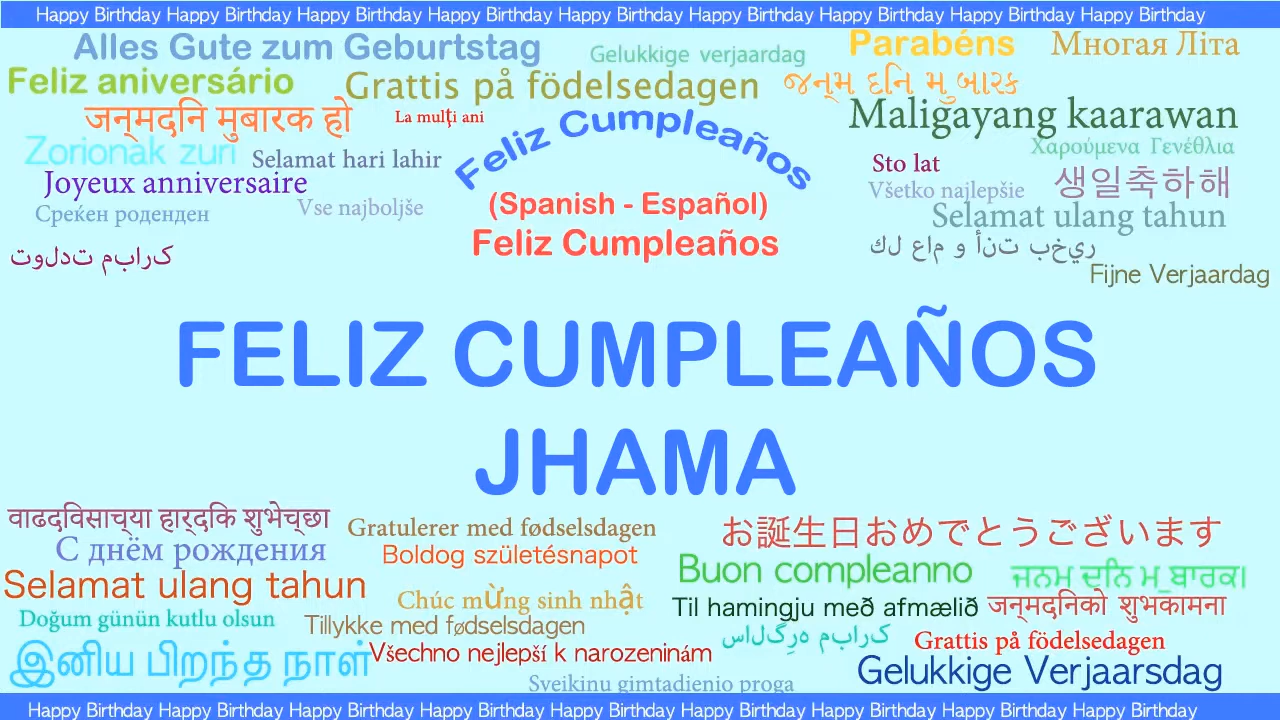 Happy Birthday Happy Birthday Happy Birthday Happy Birthday Happy Birthday Happy Birthday Happy Birthday Happy Birthday Happy Birthday
Alles Gute zum Geburtstag
Gelukkige verjaardag
Parabéns
Многая Літа
Feliz aniversário
Grattis på födelsedagen
જન્મ દિન મુબારક
जन्मदिन मुबारक हो
La mulţi ani
Feliz Cumpleaños
Maligayang kaarawan
Zorionak zuri
Selamat hari lahir
Sto lat
Χαρούμενα Γενέθλια
Joyeux anniversaire
(Spanish - Español)
Všetko najlepšie
생일축하해
Среќен роденден
Vse najboljše
Feliz Cumpleaños
Selamat ulang tahun
تولدت مبارک
كل عام و أنت بخير
Fijne Verjaardag
FELIZ CUMPLEAÑOS
JHAMA
वाढदिवसाच्या हार्दिक शुभेच्छा
Gratulerer med fødselsdagen
お誕生日おめでとうございます
С днём рождения
Boldog születésnapot
Buon compleanno
ਜਨਮ ਦਿਨ ਮੁਬਾਰਕ।
Selamat ulang tahun
Chúc mừng sinh nhật
Til hamingju með afmælið
जन्मदिनको शुभकामना
Doğum günün kutlu olsun
Tillykke med fødselsdagen
سالگرہ مبارک
Grattis på födelsedagen
இனிய பிறந்த நாள்
Všechno nejlepší k narozeninám
Gelukkige Verjaarsdag
Sveikinu gimtadienio proga
Happy Birthday Happy Birthday Happy Birthday Happy Birthday Happy Birthday Happy Birthday Happy Birthday Happy Birthday Happy Birthday